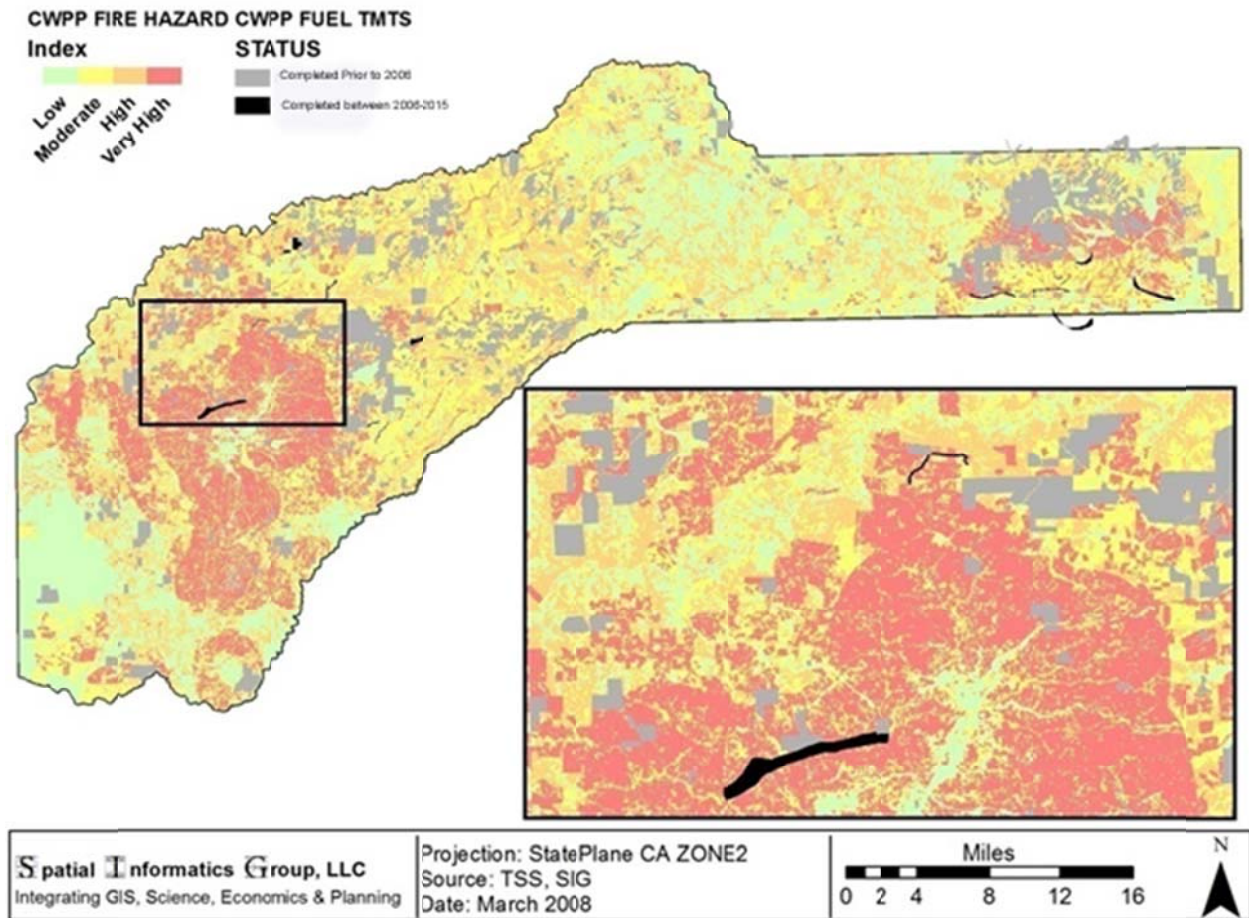 CWPP FIRE HAZARD CWPP FUEL TMTS
Index
STATUS
Completed Prior to 2006
Completed between 2006-2015
Low
Moderate
High
Very High
Spatial Informatics Group, LLC
Integrating GIS, Science, Economics & Planning
Projection: StatePlane CA ZONE2
Source: TSS, SIG
Date: March 2008
Miles
0 2 4 8 12 16
N